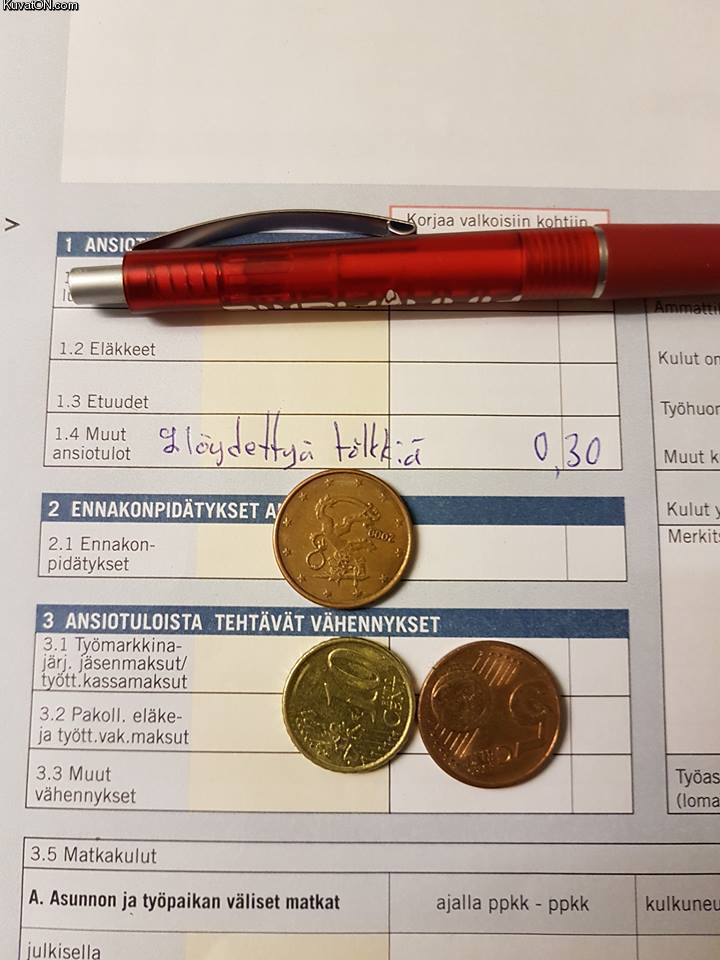 KuvatON.com
>
Korjaa valkoisiin kohtiin
1 ANSIOT
1.2 Eläkkeet
1.3 Etuudet
1.4 Muut
ansiotulot
löydettyä tölkkiä 0,30
2 ENNAKONPIDÄTYKSET
2.1 Ennakon-
pidätykset
2000
3 ANSIOTULOISTA TEHTÄVÄT VÄHENNYKSET
3.1 Työmarkkina-
järj. jäsenmaksut/
tyött.kassamaksut
3.2 Pakoll. eläke-
ja tyött.vak.maksut
3.3 Muut
vähennykset
10
CENT
5
3.5 Matkakulut
A. Asunnon ja työpaikan väliset matkat
ajalla ppkk - ppkk
kulkuneu
julkisella
Ammatti
Kulut on
Työhuon
Muut k
Kulut y
Merkits
Työas
(loma